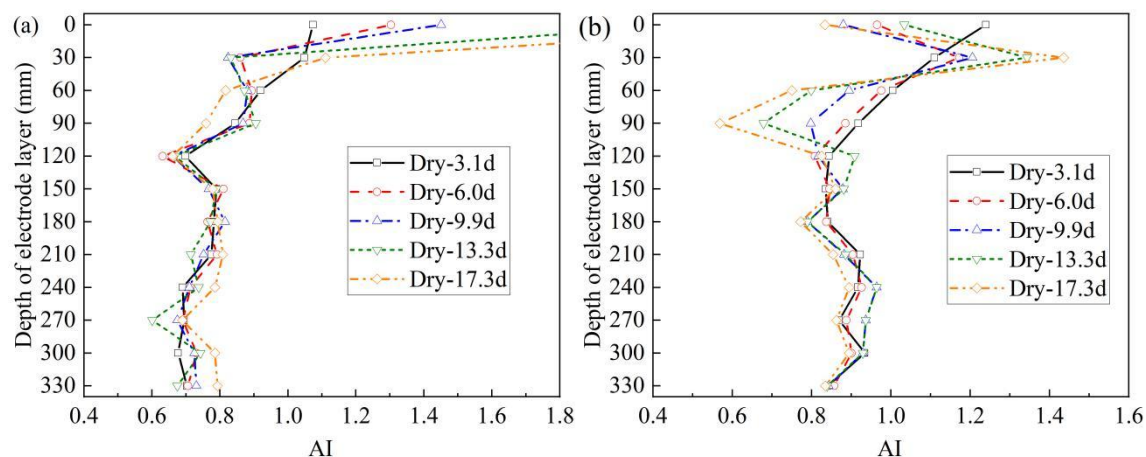 (a)
Depth of electrode layer (mm)
0
30
60
90
120
150
180
210
240
270
300
330
Dry-3.1d
Dry-6.0d
Dry-9.9d
Dry-13.3d
Dry-17.3d
0.4 0.6 0.8 1.0 1.2 1.4 1.6 1.8
AI
(b)
Depth of electrode layer (mm)
0
30
60
90
120
150
180
210
240
270
300
330
Dry-3.1d
Dry-6.0d
Dry-9.9d
Dry-13.3d
Dry-17.3d
0.4 0.6 0.8 1.0 1.2 1.4 1.6
AI